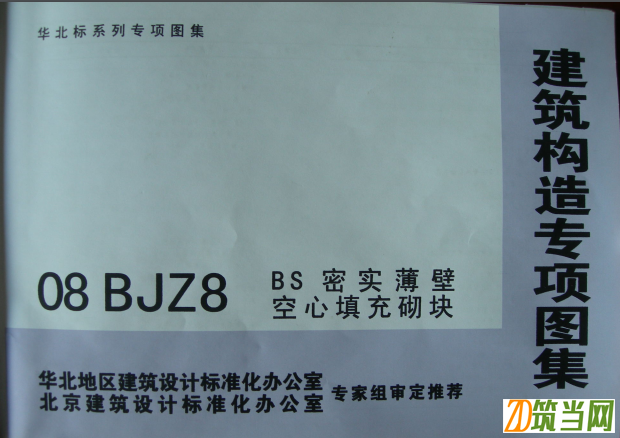 华北标系列专项图集
建筑构造专项图集
08 BJZ8
BS 密实薄壁
空心填充砌块
华北地区建筑设计标准化办公室
北京建筑设计标准化办公室
专家组审定推荐
筑当网